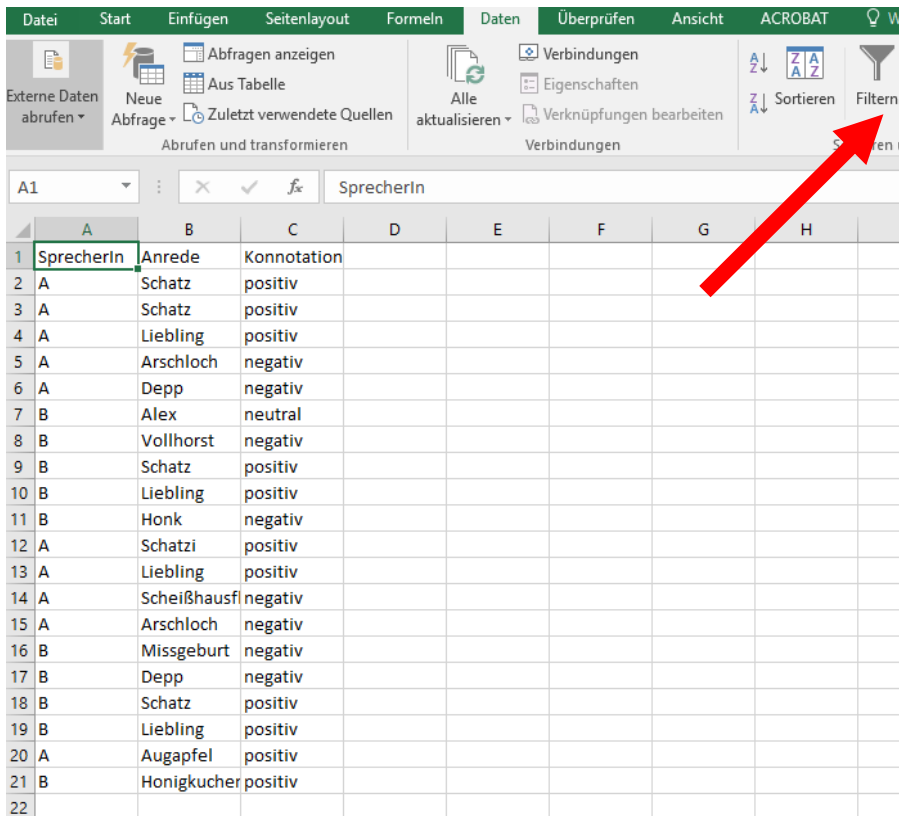 Datei Start Einfügen Seitenlayout Formeln Daten Überprüfen Ansicht ACROBAT
Externe Daten abrufen
Neue Abfrage
Abfragen anzeigen
Aus Tabelle
Zuletzt verwendete Quellen
Abrufen und transformieren
Alle aktualisieren
Verbindungen
Eigenschaften
Verknüpfungen bearbeiten
Verbindungen
Sortieren
Filtern
A1 fx SprecherIn
A B C D E F G H
1 SprecherIn Anrede Konnotation
2 A Schatz positiv
3 A Schatz positiv
4 A Liebling positiv
5 A Arschloch negativ
6 A Depp negativ
7 B Alex neutral
8 B Vollhorst negativ
9 B Schatz positiv
10 B Liebling positiv
11 B Honk negativ
12 A Schatzi positiv
13 A Liebling positiv
14 A Scheißhausfl negativ
15 A Arschloch negativ
16 B Missgeburt negativ
17 B Depp negativ
18 B Schatz positiv
19 B Liebling positiv
20 A Augapfel positiv
21 B Honigkucher positiv
22